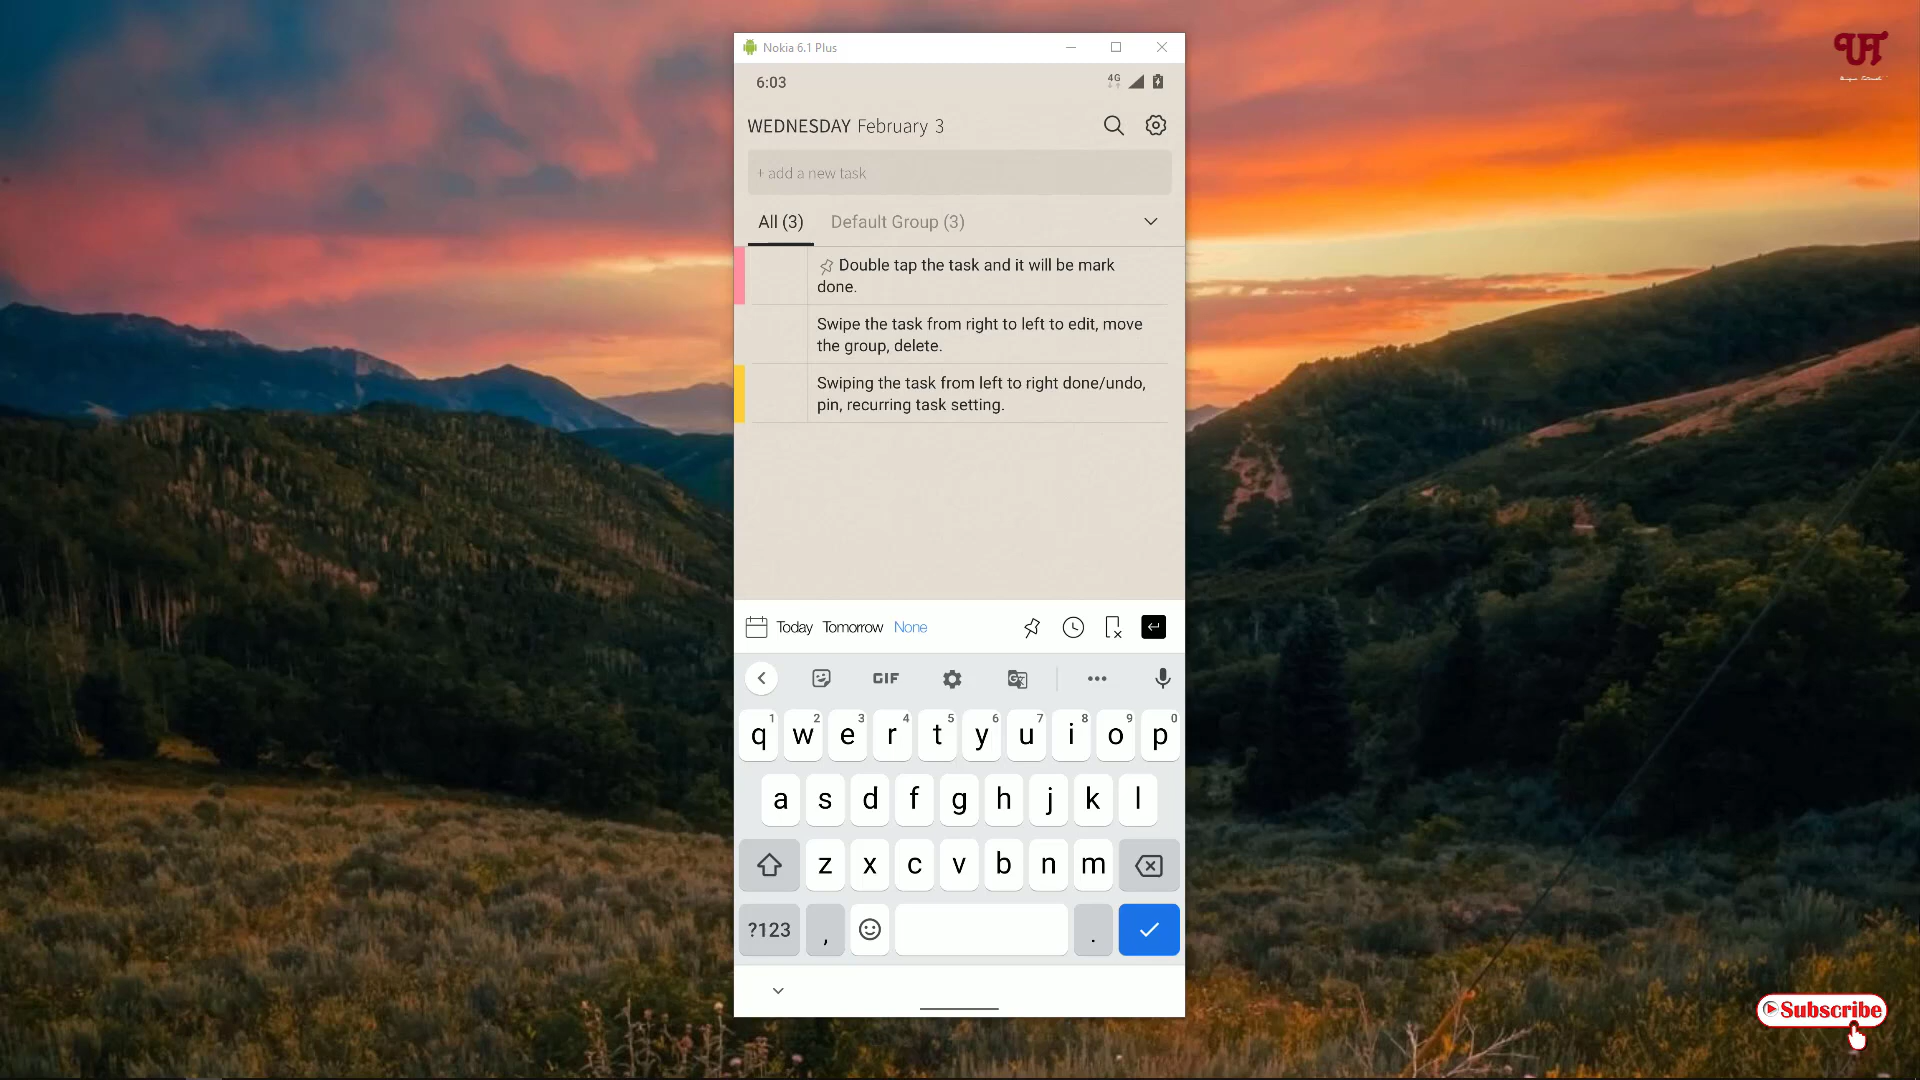 Nokia 6.1 Plus
6:03
4G
WEDNESDAY February 3
+ add a new task
All (3) Default Group (3)
Double tap the task and it will be mark
done.
Swipe the task from right to left to edit, move
the group, delete.
Swiping the task from left to right done/undo,
pin, recurring task setting.
Today Tomorrow None
GIF
q 1 w 2 e 3 r 4 t 5 y 6 u 7 i 8 o 9 p 0
a s d f g h j k l
z x c v b n m
?123 , .
Subscribe